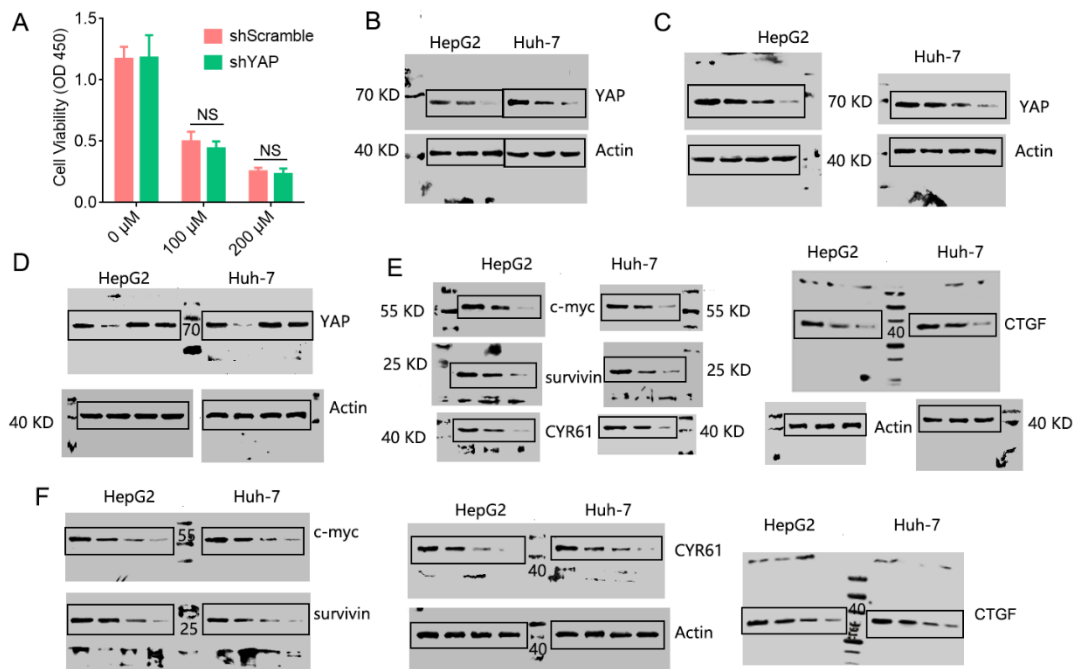 A
Cell Viability (OD 450)
1.5
1.0
0.5
0.0
shScramble
shYAP
NS
NS
0 µM
100 µM
200 µM
B
HepG2
Huh-7
70 KD
YAP
40 KD
Actin
C
HepG2
Huh-7
70 KD
YAP
40 KD
Actin
D
HepG2
Huh-7
70
YAP
40 KD
Actin
E
HepG2
Huh-7
55 KD
c-myc
55 KD
25 KD
survivin
25 KD
40 KD
CYR61
40 KD
HepG2
Huh-7
40
CTGF
Actin
40 KD
F
HepG2
Huh-7
55
c-myc
25
survivin
HepG2
Huh-7
40
CYR61
40
Actin
HepG2
Huh-7
40
CTGF